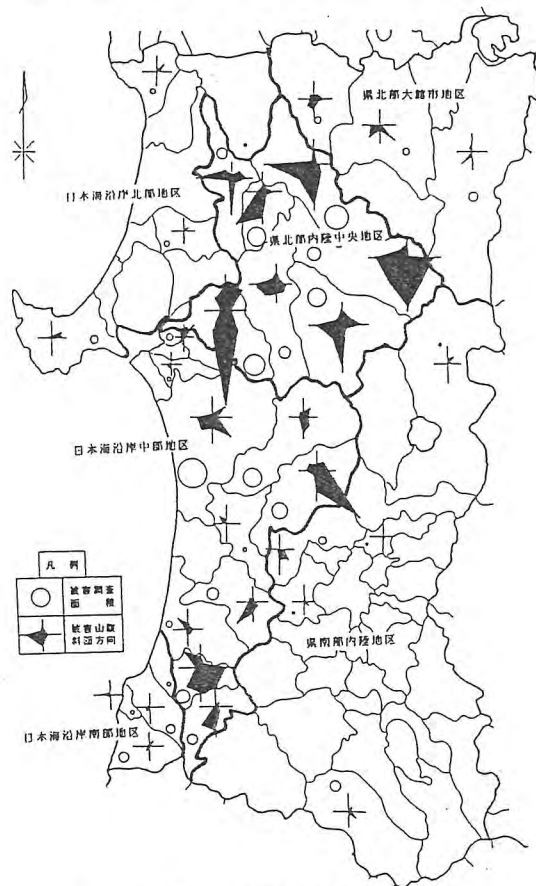 県北部大館市地区
日本海沿岸北部地区
県北部内陸中央地区
日本海沿岸中部地区
凡例
被害調査
面積
被害山腹
斜面方向
県南部内陸地区
日本海沿岸南部地区